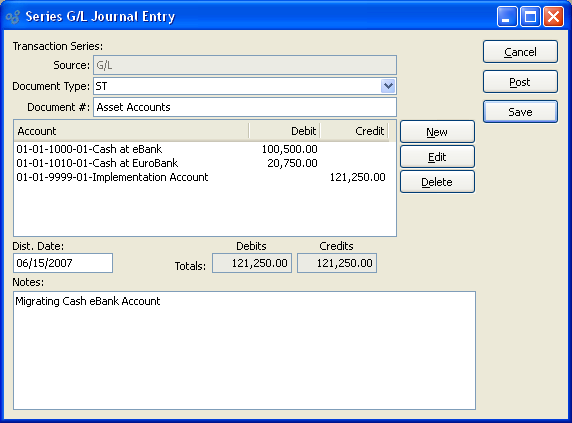 Series G/L Journal Entry
Transaction Series:
Cancel
Source: G/L
Post
Document Type: ST
Document #: Asset Accounts
Save
Account Debit Credit
New
01-01-1000-01-Cash at eBank 100,500.00
01-01-1010-01-Cash at EuroBank 20,750.00
Edit
01-01-9999-01-Implementation Account 121,250.00
Delete
Dist. Date: Debits Credits
06/15/2007 Totals: 121,250.00 121,250.00
Notes:
Migrating Cash eBank Account